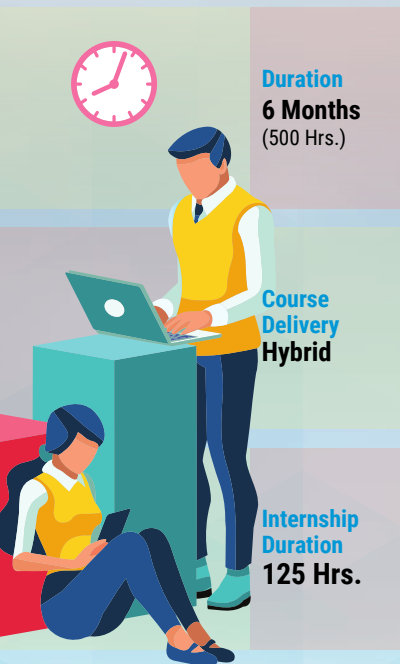 Duration
6 Months
(500 Hrs.)
Course
Delivery
Hybrid
Internship
Duration
125 Hrs.